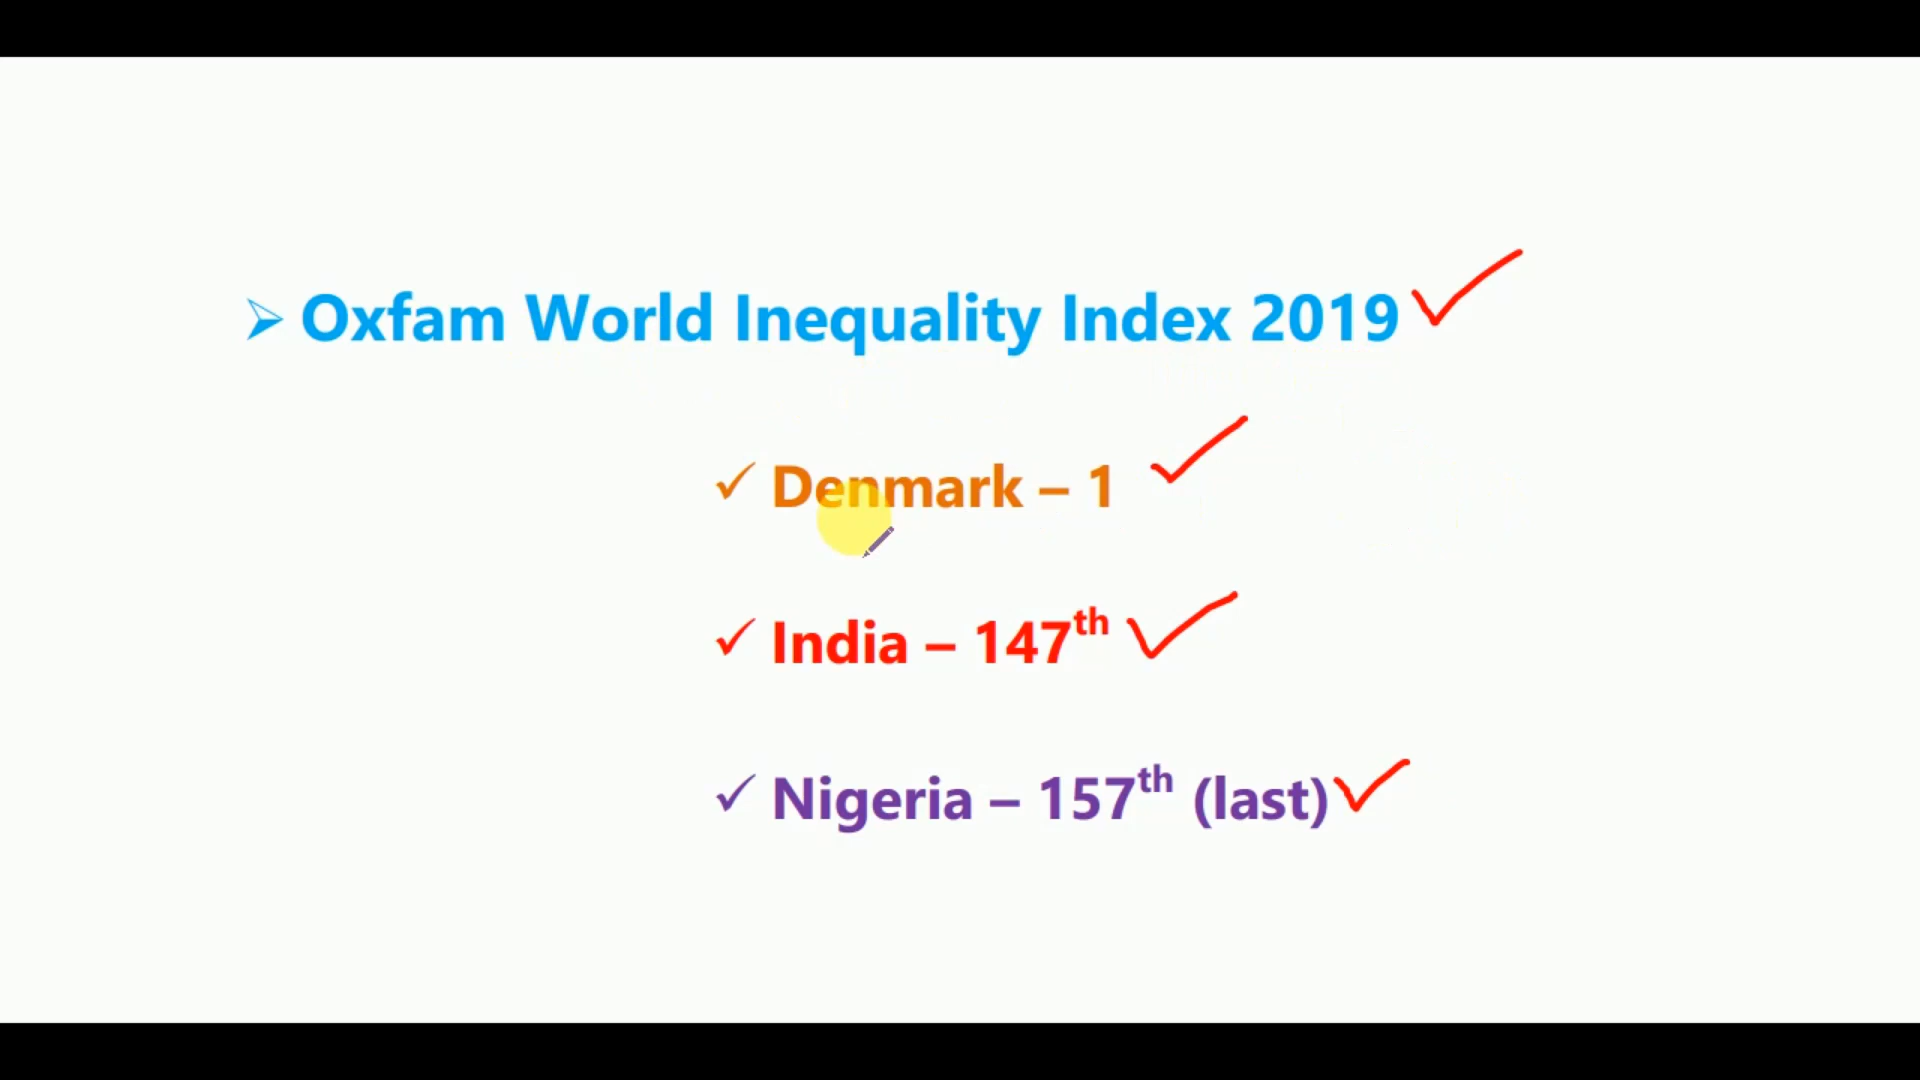 Oxfam World Inequality Index 2019
Denmark – 1
India – 147th
Nigeria – 157th (last)